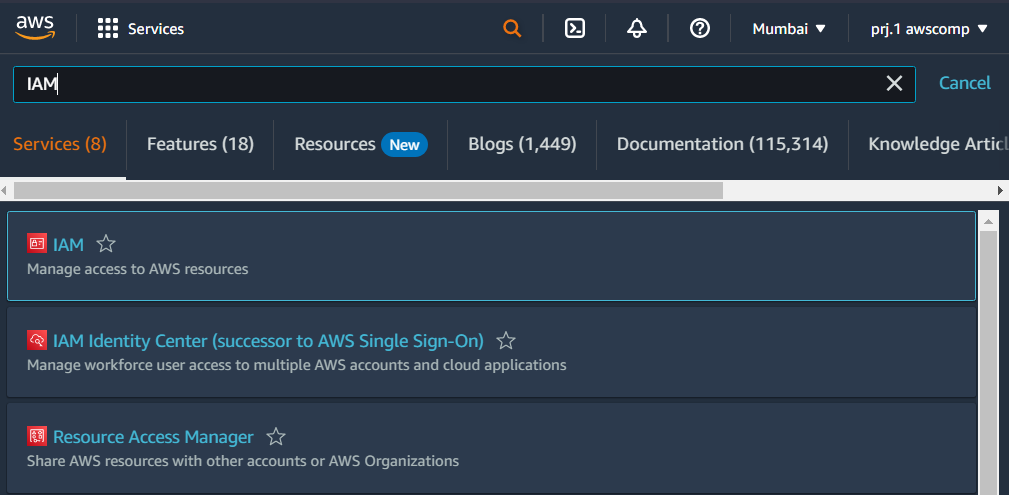 aws Services Mumbai prj.1 awscomp
IAM Cancel
Services (8) Features (18) Resources New Blogs (1,449) Documentation (115,314) Knowledge Artic
IAM
Manage access to AWS resources
IAM Identity Center (successor to AWS Single Sign-On)
Manage workforce user access to multiple AWS accounts and cloud applications
Resource Access Manager
Share AWS resources with other accounts or AWS Organizations